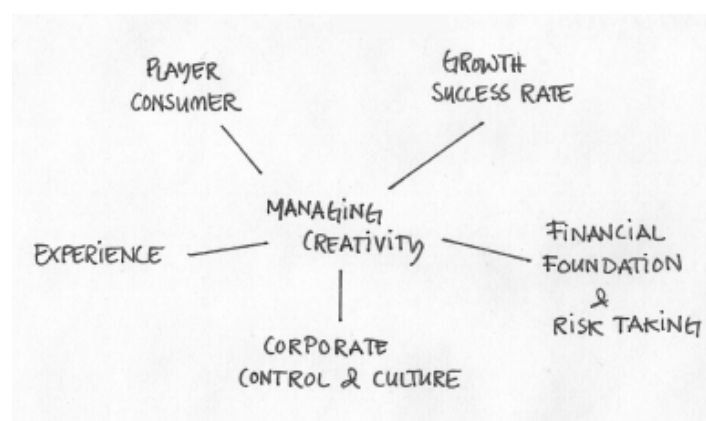 PLAYER
CONSUMER
GROWTH
SUCCESS RATE
MANAGING
CREATIVITY
EXPERIENCE
FINANCIAL
FOUNDATION
&
RISK TAKING
CORPORATE
CONTROL & CULTURE